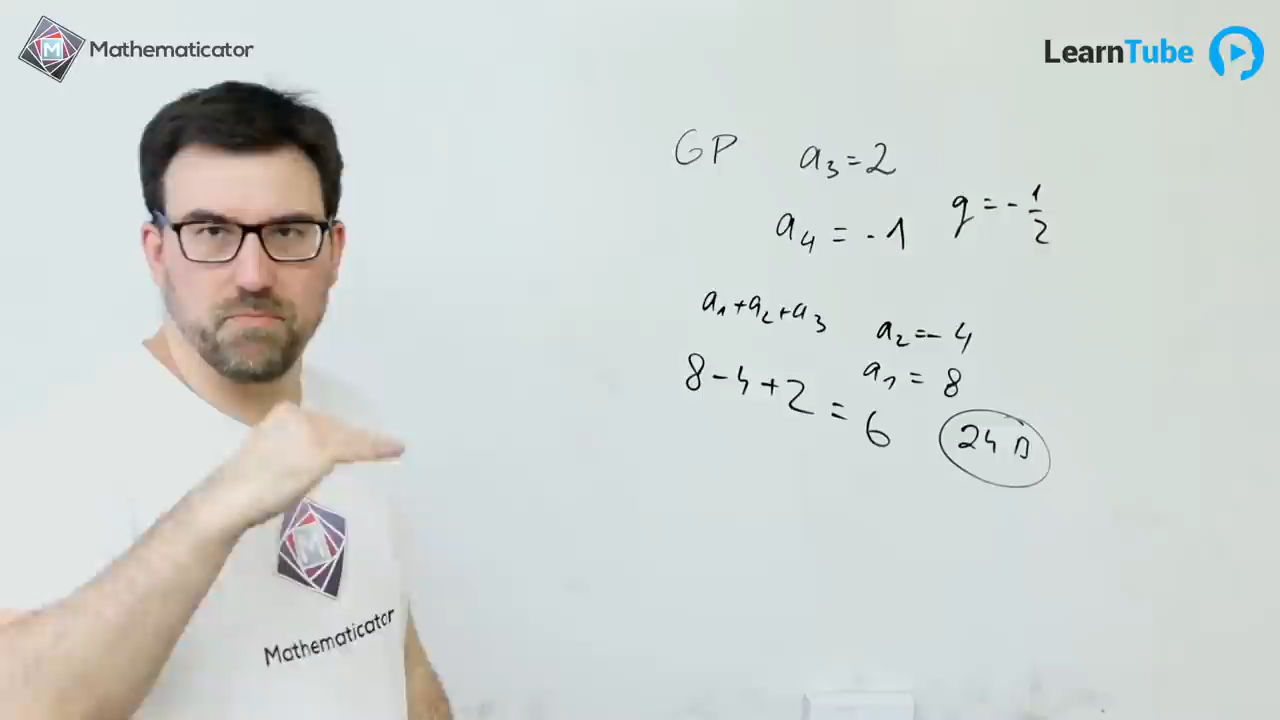 Mathematicator
LearnTube
GP a₃ = 2
a₄ = -1 q = -1/2
a₁+a₂+a₃
a₂ = -4
8-4+2 = 6
a₁ = 8
24 D
M
Mathematicator